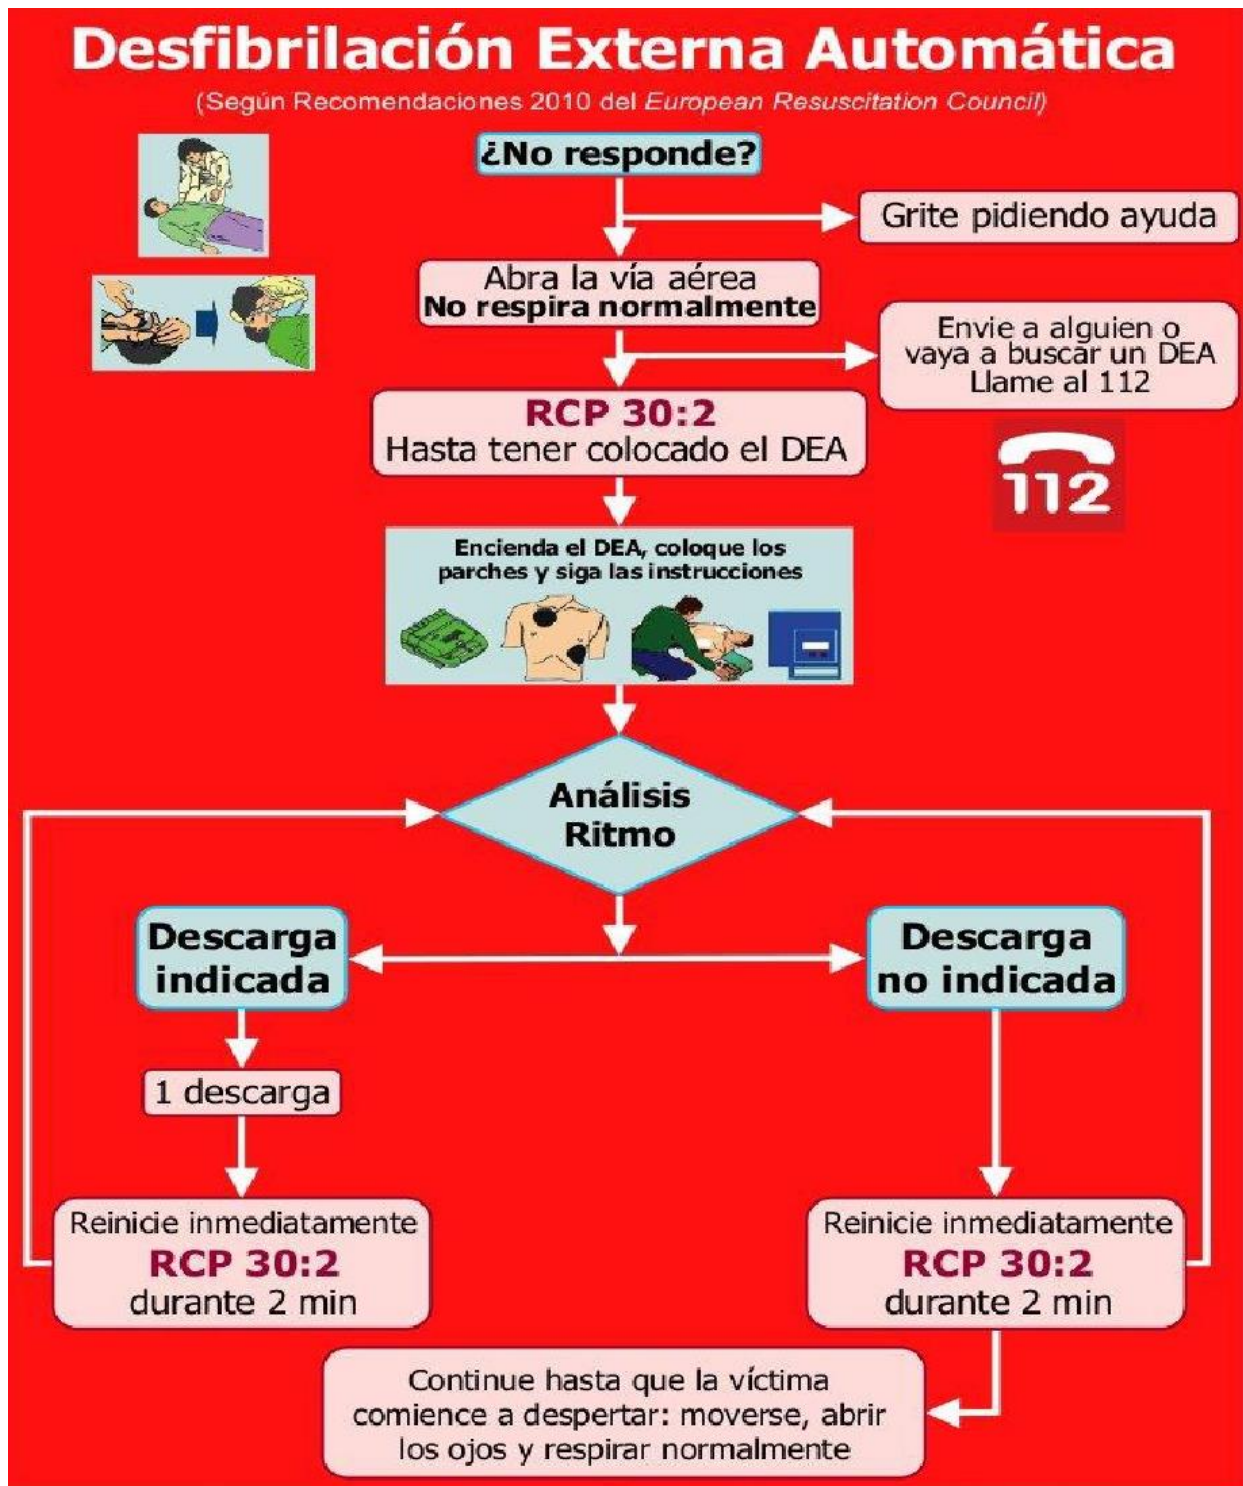 Desfibrilación Externa Automática
(Según Recomendaciones 2010 del European Resuscitation Council)
¿No responde?
Grite pidiendo ayuda
Abra la vía aérea
No respira normalmente
Envie a alguien o
vaya a buscar un DEA
Llame al 112
RCP 30:2
Hasta tener colocado el DEA
112
Encienda el DEA, coloque los
parches y siga las instrucciones
Análisis
Ritmo
Descarga
indicada
Descarga
no indicada
1 descarga
Reinicie inmediatamente
RCP 30:2
durante 2 min
Reinicie inmediatamente
RCP 30:2
durante 2 min
Continue hasta que la víctima
comience a despertar: moverse, abrir
los ojos y respirar normalmente